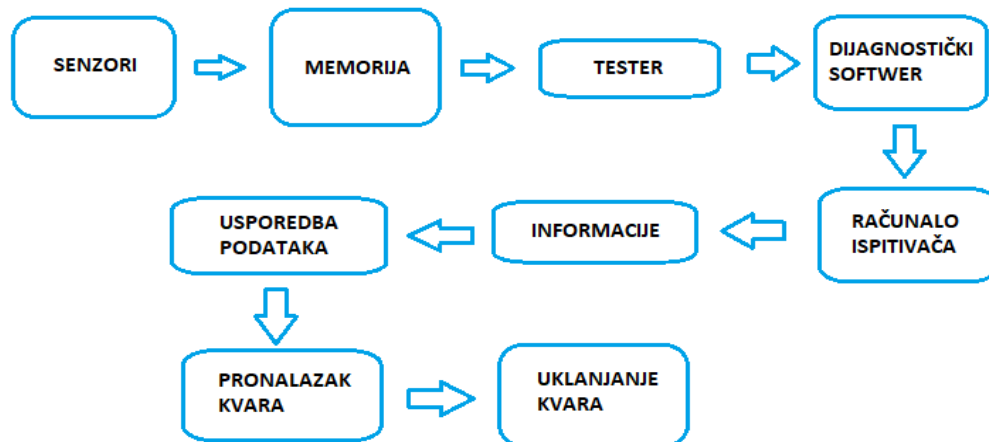 SENZORI
MEMORIJA
TESTER
DIJAGNOSTIČKI
SOFTWER
RAČUNALO
ISPITIVAČA
INFORMACIJE
USPOREDBA
PODATAKA
PRONALAZAK
KVARA
UKLANJANJE
KVARA